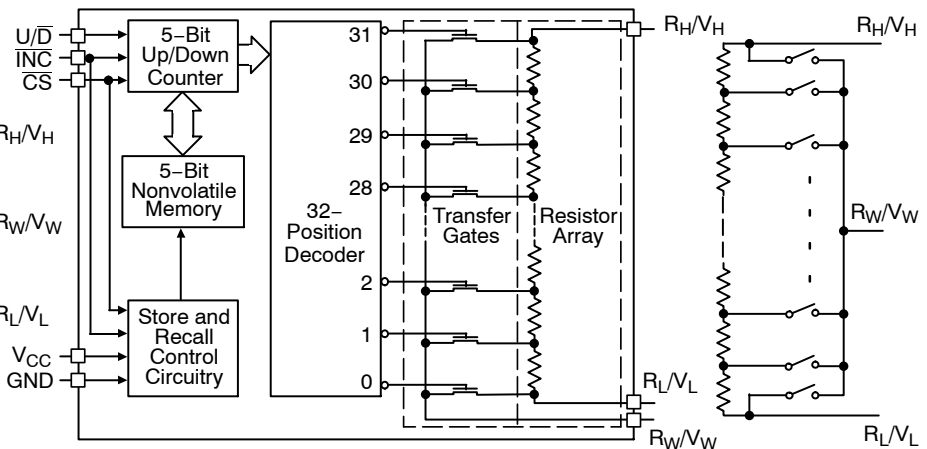 U/D̅
I̅N̅C̅
C̅S̅
R_H/V_H
R_W/V_W
R_L/V_L
V_CC
GND
5–Bit
Up/Down
Counter
5–Bit
Nonvolatile
Memory
Store and
Recall
Control
Circuitry
32–
Position
Decoder
31
30
29
28
2
1
0
Transfer
Gates
Resistor
Array
R_H/V_H
R_L/V_L
R_W/V_W
R_H/V_H
R_W/V_W
R_L/V_L